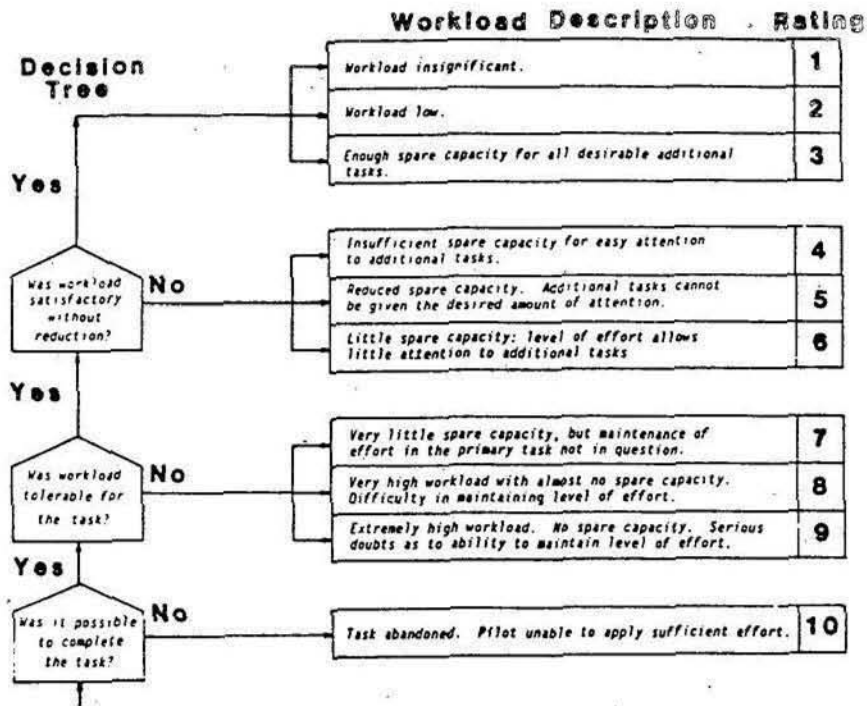 Workload Description Rating
Decision
Tree
Workload insignificant. 1
Workload low. 2
Enough spare capacity for all desirable additional
tasks. 3
Yes
Was workload
satisfactory
without
reduction?
No
Insufficient spare capacity for easy attention
to additional tasks. 4
Reduced spare capacity. Additional tasks cannot
be given the desired amount of attention. 5
Little spare capacity: level of effort allows
little attention to additional tasks 6
Yes
Was workload
tolerable for
the task?
No
Very little spare capacity, but maintenance of
effort in the primary task not in question. 7
Very high workload with almost no spare capacity.
Difficulty in maintaining level of effort. 8
Extremely high workload. No spare capacity. Serious
doubts as to ability to maintain level of effort. 9
Yes
Was it possible
to complete
the task?
No
Task abandoned. Pilot unable to apply sufficient effort. 10